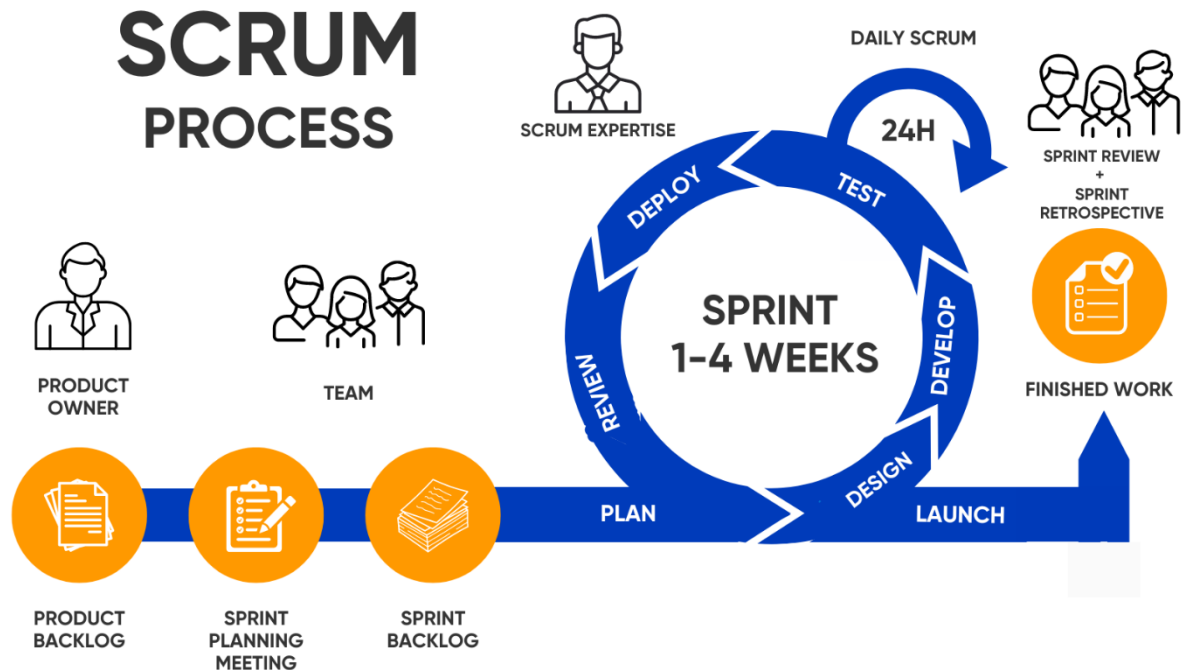 SCRUM
PROCESS
SCRUM EXPERTISE
DAILY SCRUM
24H
SPRINT REVIEW
+
SPRINT
RETROSPECTIVE
PRODUCT
OWNER
TEAM
DEPLOY
TEST
SPRINT
1-4 WEEKS
REVIEW
DEVELOP
FINISHED WORK
PLAN
DESIGN
LAUNCH
PRODUCT
BACKLOG
SPRINT
PLANNING
MEETING
SPRINT
BACKLOG